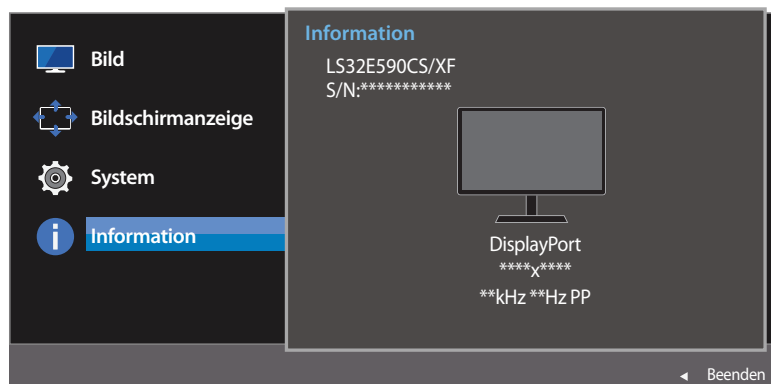 Bild
Bildschirmanzeige
System
Information
Information
LS32E590CS/XF
S/N:***********
DisplayPort
****x****
**kHz **Hz PP
Beenden